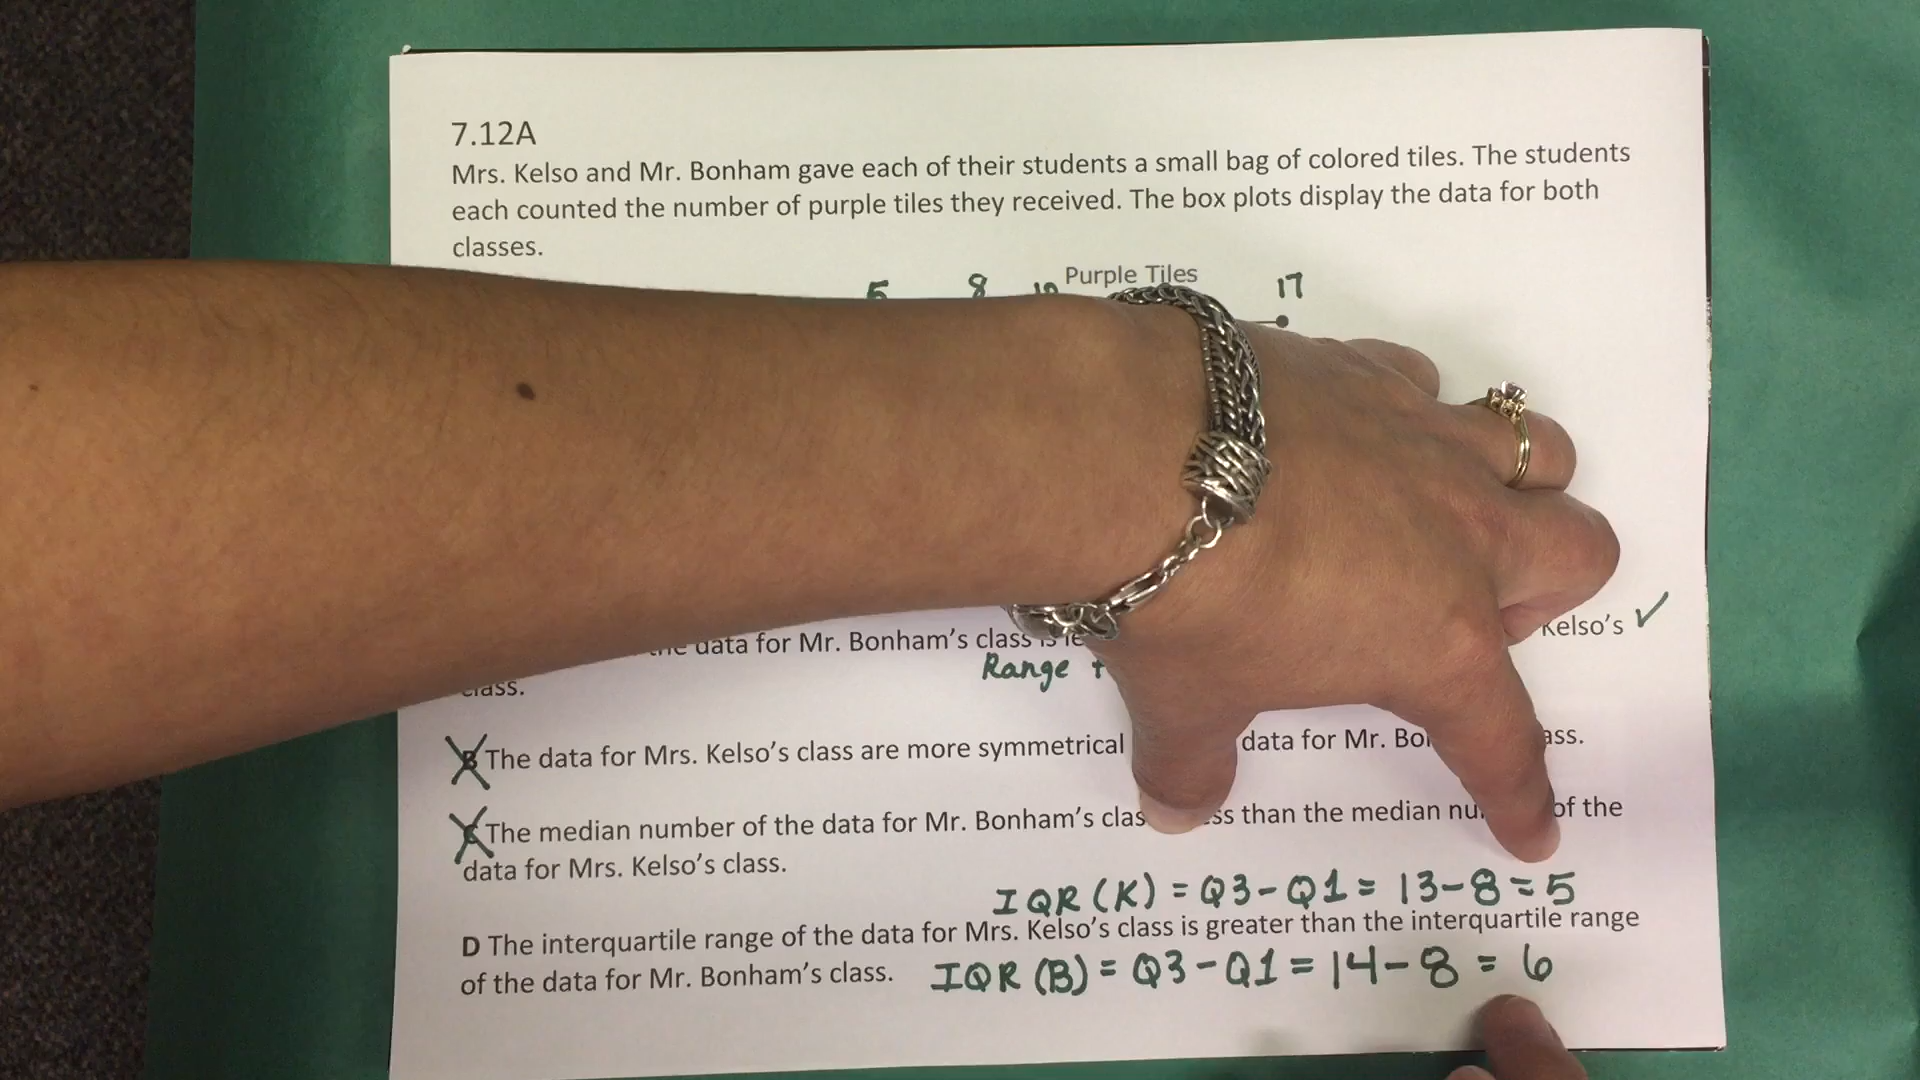 7.12A
Mrs. Kelso and Mr. Bonham gave each of their students a small bag of colored tiles. The students
each counted the number of purple tiles they received. The box plots display the data for both
classes.
Purple Tiles
5 8 10 17
data for Mr. Bonham's class is Kelso's ✓
class.
Range
B The data for Mrs. Kelso's class are more symmetrical data for Mr.
C The median number of the data for Mr. Bonham's than the median of the
data for Mrs. Kelso's class.
IQR (K) = Q3 - Q1 = 13 - 8 = 5
D The interquartile range of the data for Mrs. Kelso's class is greater than the interquartile range
of the data for Mr. Bonham's class. IQR (B) = Q3 - Q1 = 14 - 8 = 6